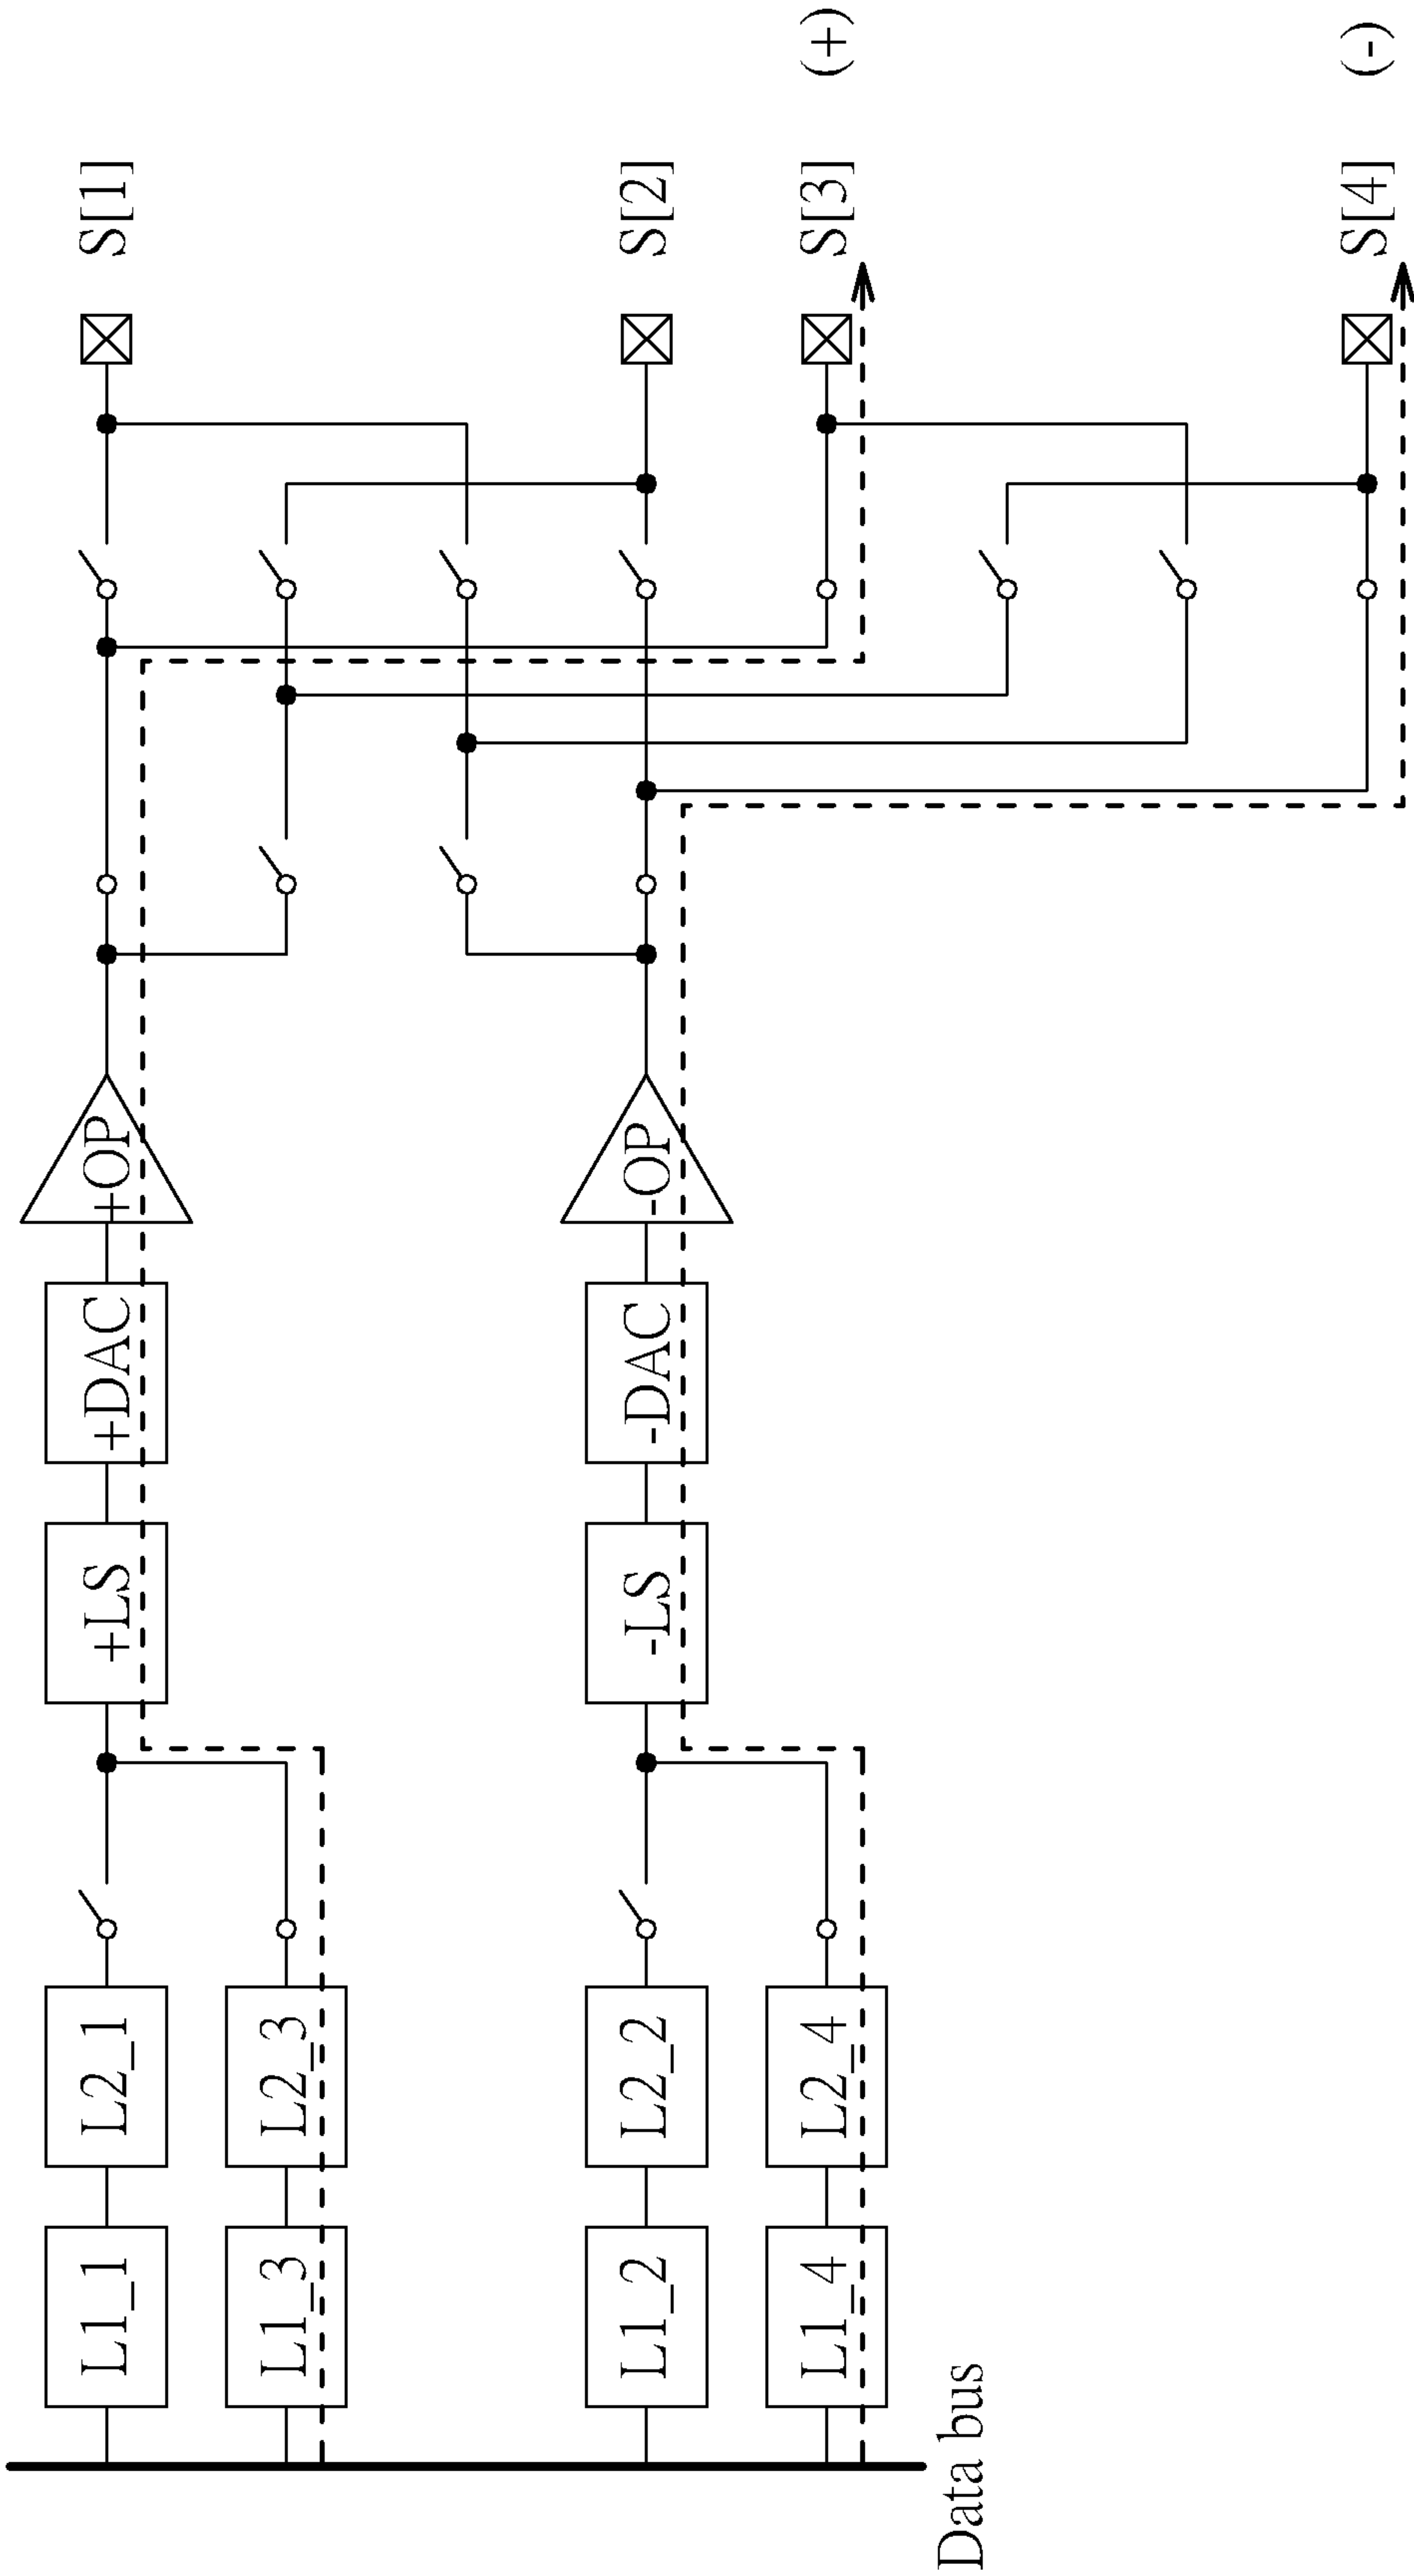 L1_1
L2_1
+LS
+DAC
+OP
S[1]
L1_3
L2_3
L1_2
L2_2
-LS
-DAC
-OP
S[2]
L1_4
L2_4
S[3]
(+)
Data bus
S[4]
(-)